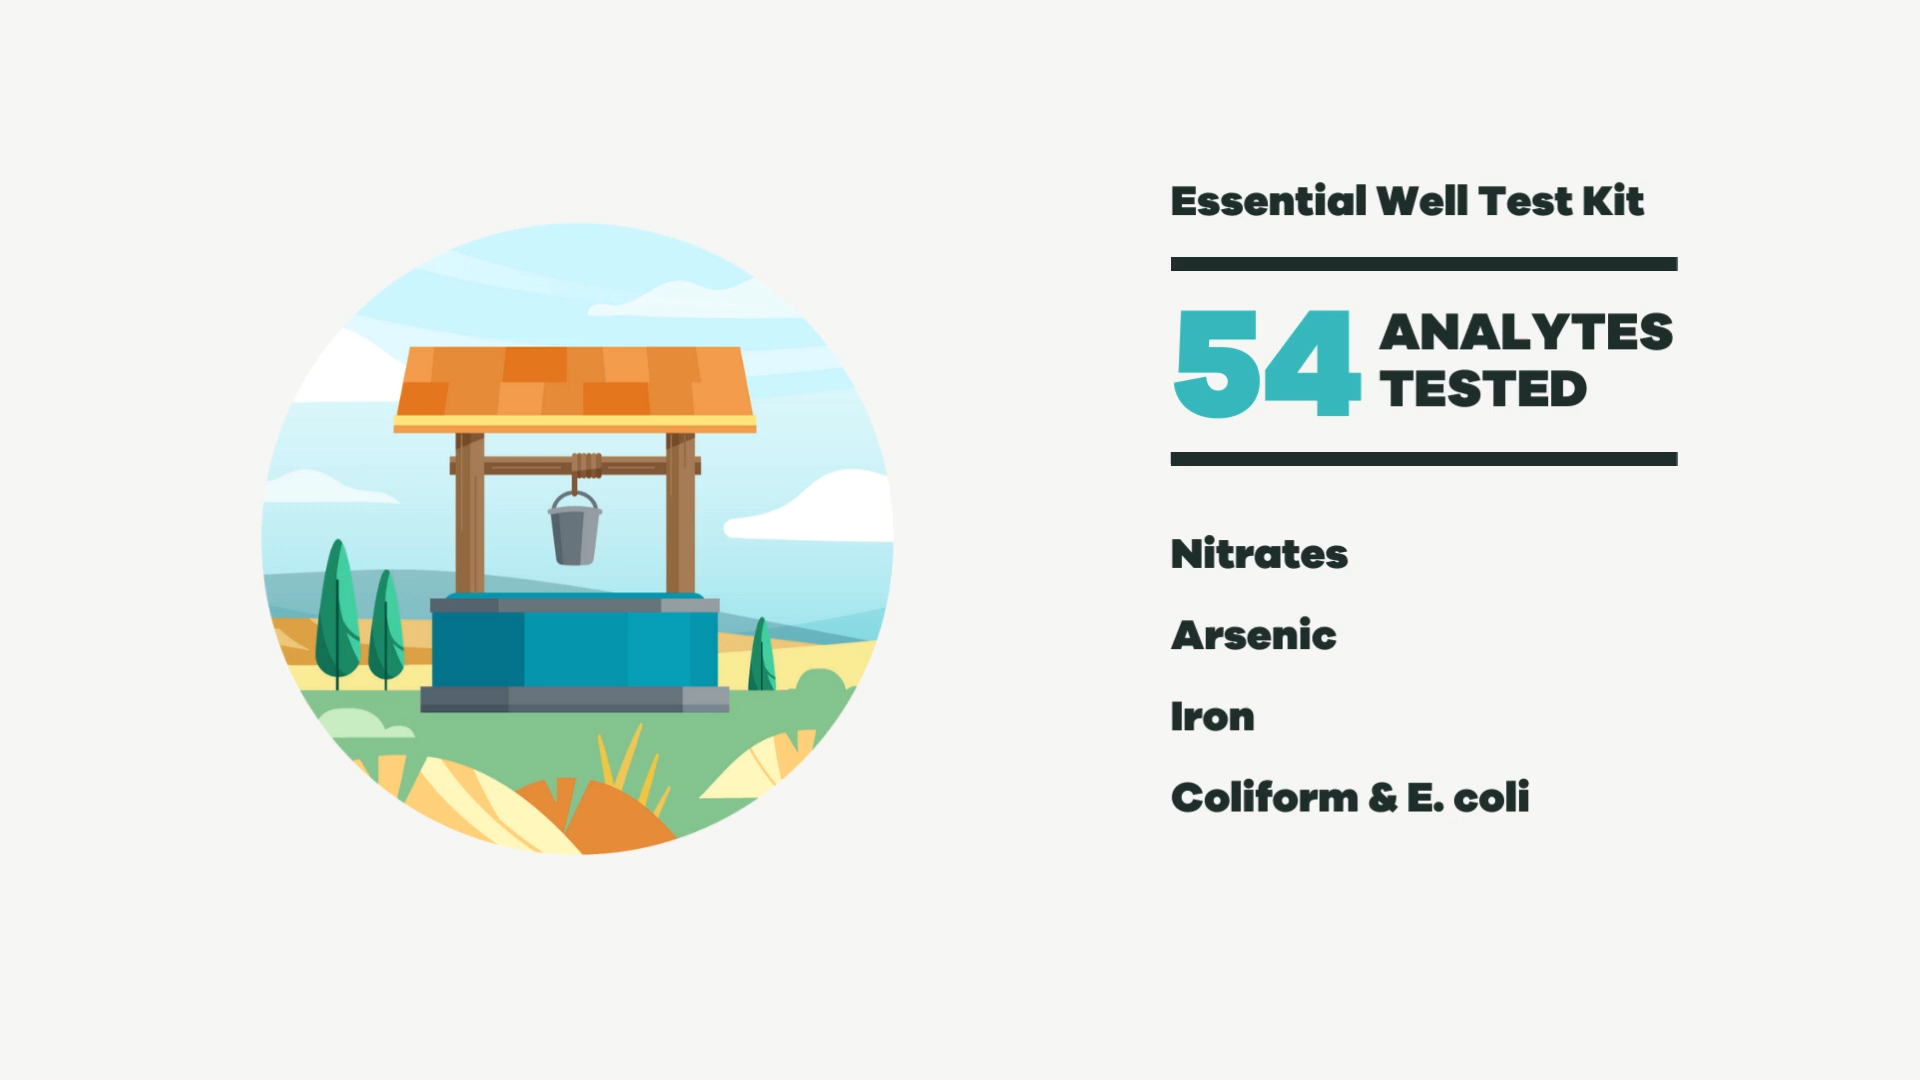 Essential Well Test Kit
54 ANALYTES
TESTED
Nitrates
Arsenic
Iron
Coliform & E. coli